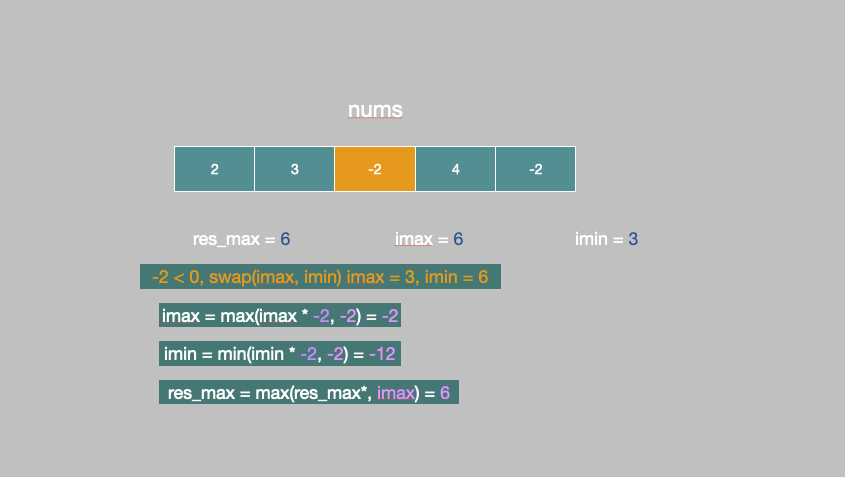 nums
2 3 -2 4 -2
res_max = 6 imax = 6 imin = 3
-2 < 0, swap(imax, imin) imax = 3, imin = 6
imax = max(imax * -2, -2) = -2
imin = min(imin * -2, -2) = -12
res_max = max(res_max*, imax) = 6